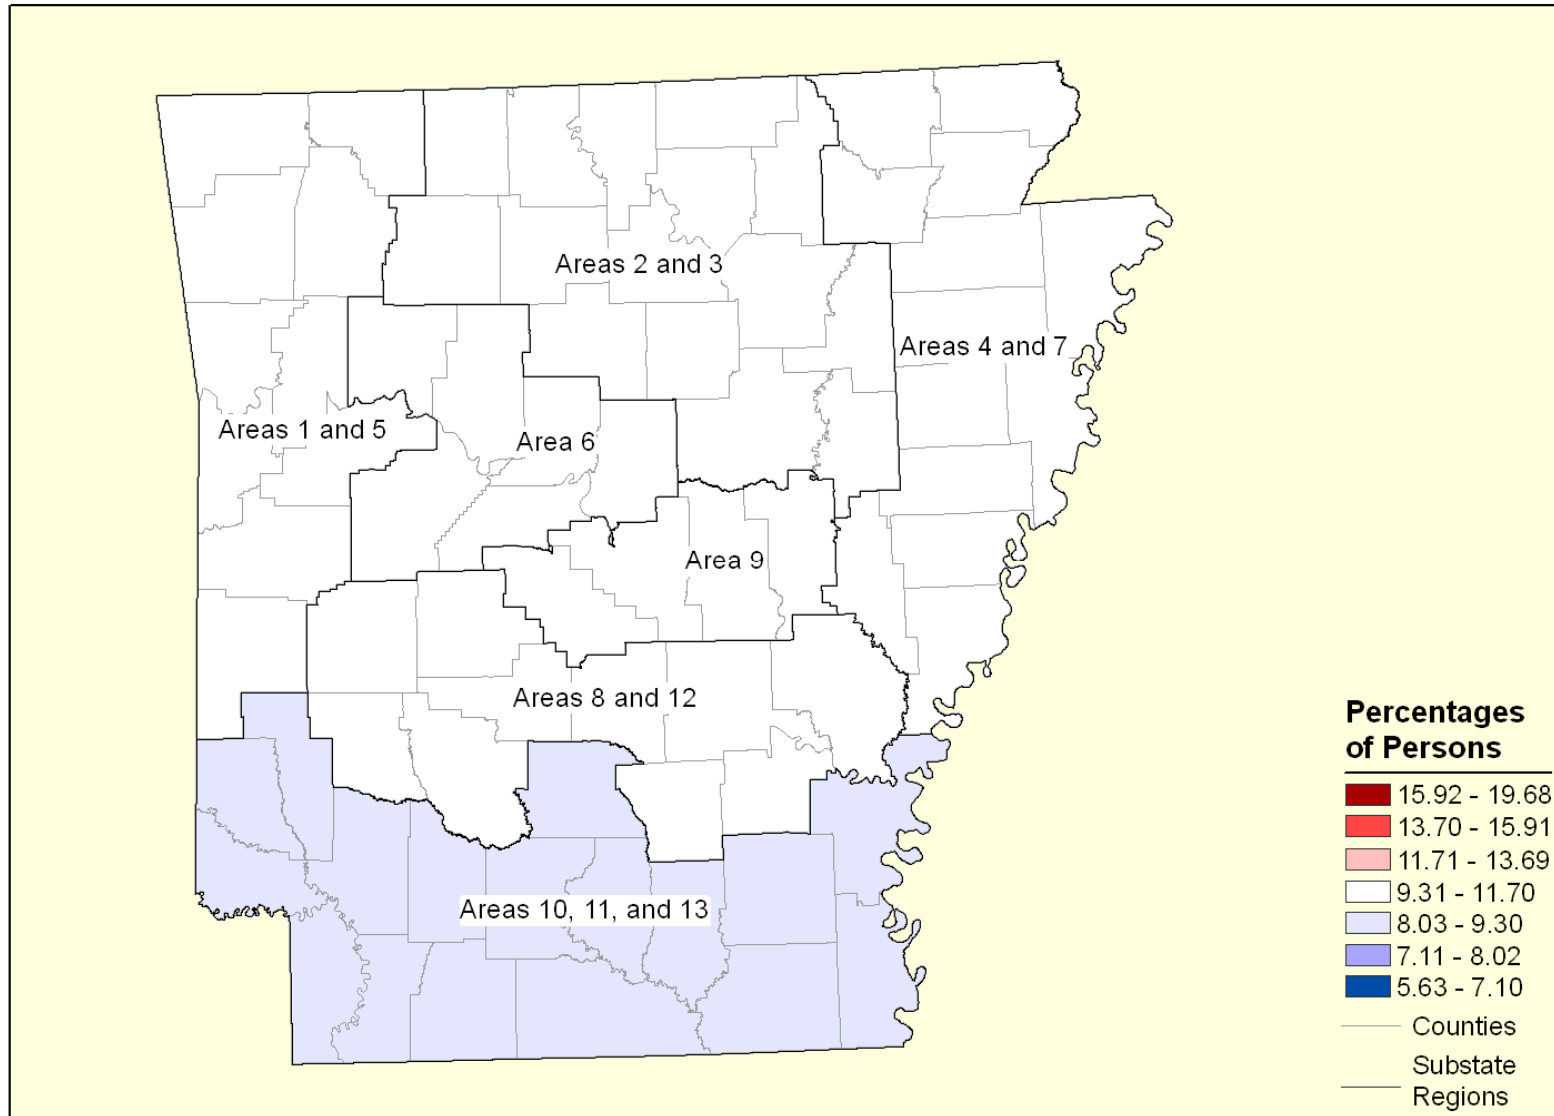 Areas 2 and 3
Areas 4 and 7
Areas 1 and 5
Area 6
Area 9
Areas 8 and 12
Areas 10, 11, and 13
Percentages
of Persons
15.92 - 19.68
13.70 - 15.91
11.71 - 13.69
9.31 - 11.70
8.03 - 9.30
7.11 - 8.02
5.63 - 7.10
Counties
Substate
Regions